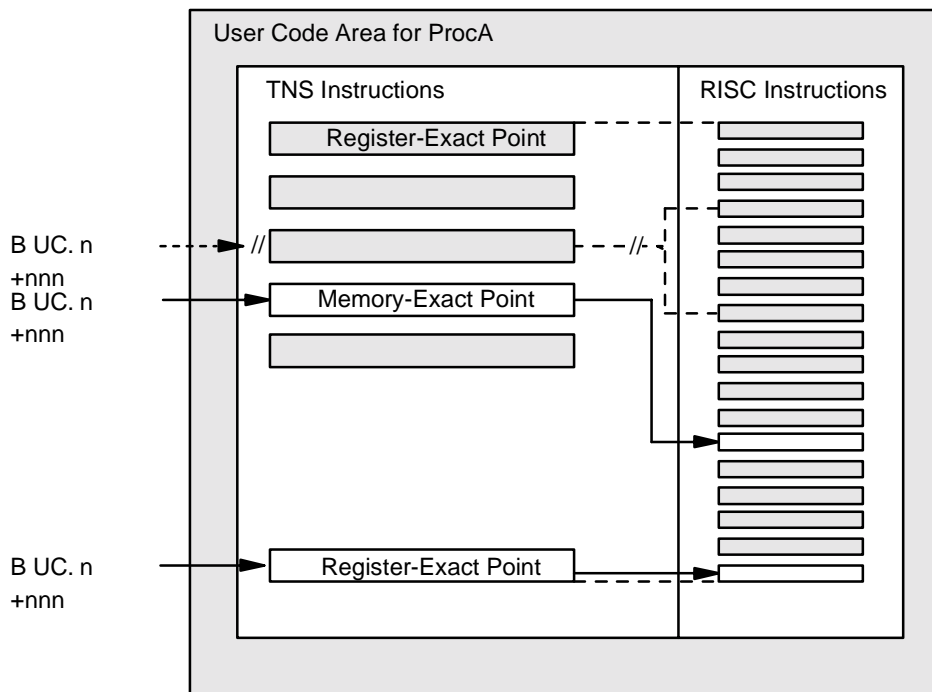 User Code Area for ProcA
TNS Instructions
RISC Instructions
Register-Exact Point
B UC. n
+nnn
//
//
B UC. n
+nnn
Memory-Exact Point
B UC. n
+nnn
Register-Exact Point